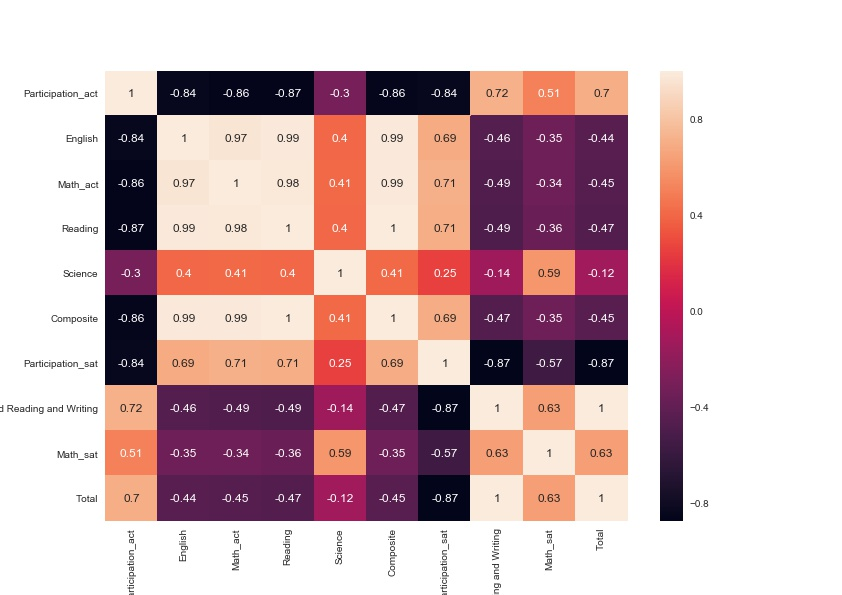 Participation_act 1 -0.84 -0.86 -0.87 -0.3 -0.86 -0.84 0.72 0.51 0.7
English -0.84 1 0.97 0.99 0.4 0.99 0.69 -0.46 -0.35 -0.44
Math_act -0.86 0.97 1 0.98 0.41 0.99 0.71 -0.49 -0.34 -0.45
Reading -0.87 0.99 0.98 1 0.4 1 0.71 -0.49 -0.36 -0.47
Science -0.3 0.4 0.41 0.4 1 0.41 0.25 -0.14 0.59 -0.12
Composite -0.86 0.99 0.99 1 0.41 1 0.69 -0.47 -0.35 -0.45
Participation_sat -0.84 0.69 0.71 0.71 0.25 0.69 1 -0.87 -0.57 -0.87
d Reading and Writing 0.72 -0.46 -0.49 -0.49 -0.14 -0.47 -0.87 1 0.63 1
Math_sat 0.51 -0.35 -0.34 -0.36 0.59 -0.35 -0.57 0.63 1 0.63
Total 0.7 -0.44 -0.45 -0.47 -0.12 -0.45 -0.87 1 0.63 1
rticipation_act
English
Math_act
Reading
Science
Composite
rticipation_sat
ng and Writing
Math_sat
Total
0.8
0.4
0.0
−0.4
−0.8